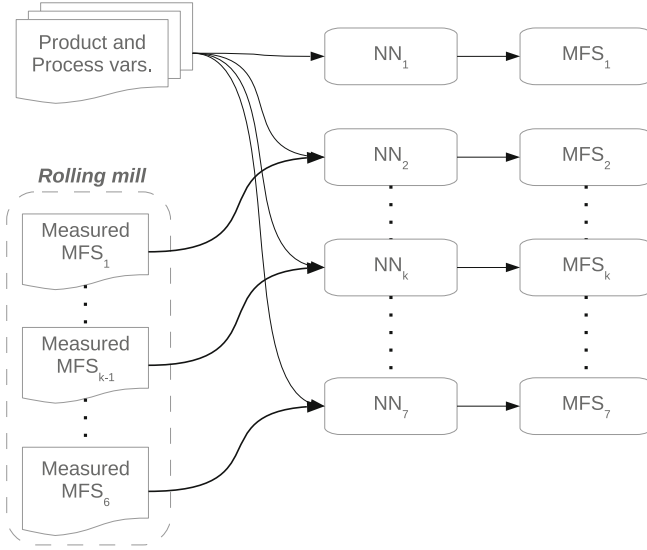 Product and
Process vars.
NN1
MFS1
NN2
MFS2
Rolling mill
Measured
MFS1
NNk
MFSk
Measured
MFSk-1
NN7
MFS7
Measured
MFS6